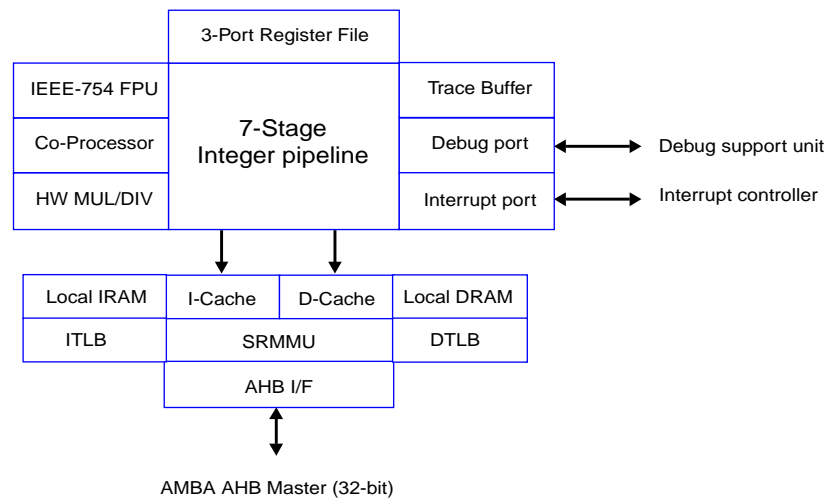 3-Port Register File
IEEE-754 FPU
Trace Buffer
7-Stage
Integer pipeline
Co-Processor
Debug port
Debug support unit
HW MUL/DIV
Interrupt port
Interrupt controller
Local IRAM
I-Cache
D-Cache
Local DRAM
ITLB
SRMMU
DTLB
AHB I/F
AMBA AHB Master (32-bit)